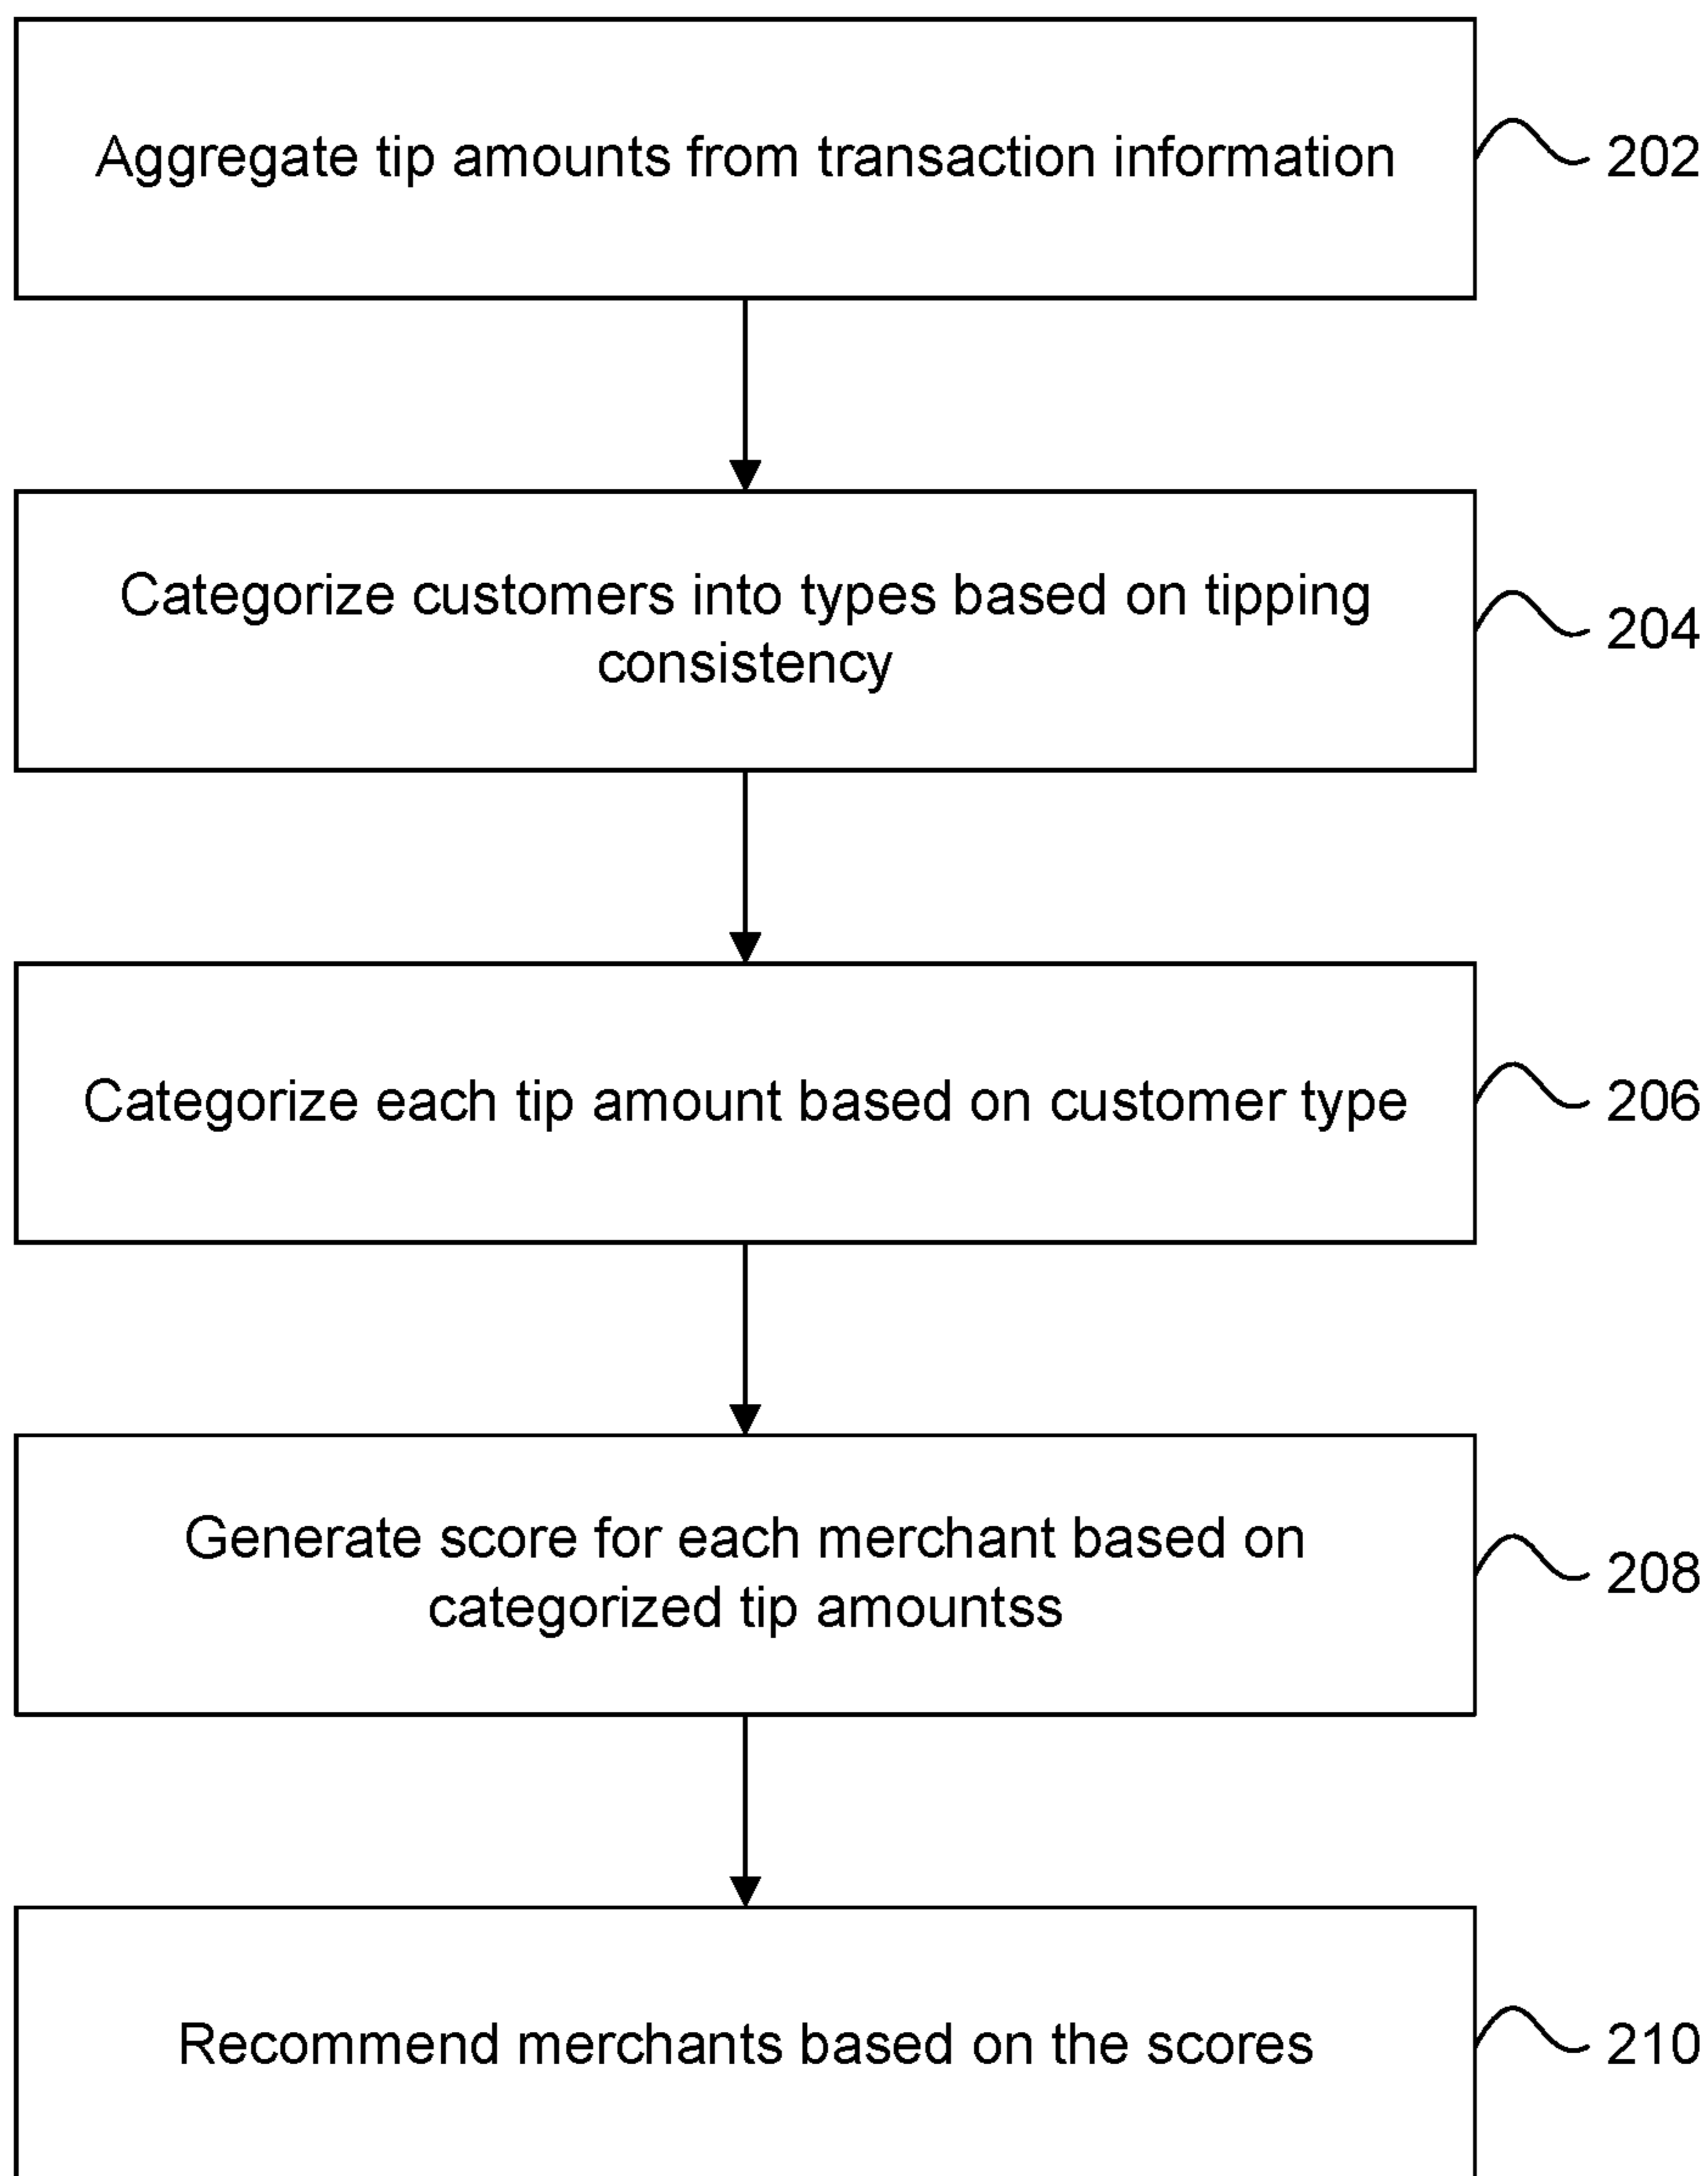 Aggregate tip amounts from transaction information
202
Categorize customers into types based on tipping
consistency
204
Categorize each tip amount based on customer type
206
Generate score for each merchant based on
categorized tip amountss
208
Recommend merchants based on the scores
210